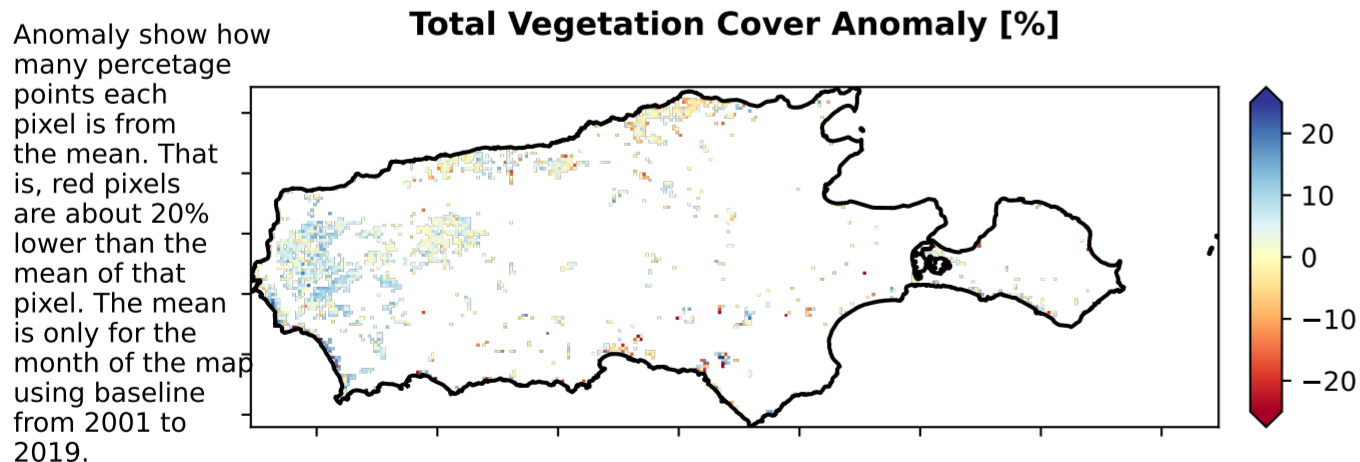 Total Vegetation Cover Anomaly [%]
Anomaly show how
many percetage
points each
pixel is from
the mean. That
is, red pixels
are about 20%
lower than the
mean of that
pixel. The mean
is only for the
month of the map
using baseline
from 2001 to
2019.
20
10
0
−10
−20